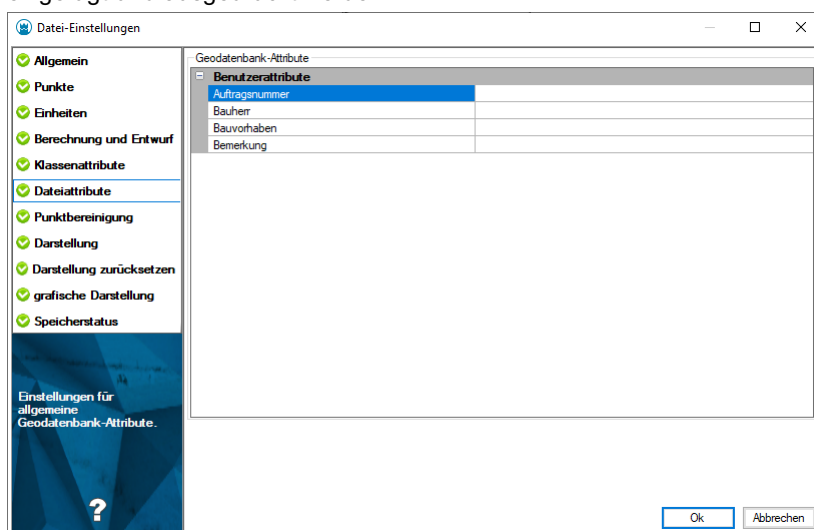 Datei-Einstellungen
Allgemein
Punkte
Einheiten
Berechnung und Entwurf
Klassenattribute
Dateiattribute
Punktbereinigung
Darstellung
Darstellung zurücksetzen
grafische Darstellung
Speicherstatus
Einstellungen für
allgemeine
Geodatenbank-Attribute.
?
Geodatenbank-Attribute
Benutzerattribute
Auftragsnummer
Bauherr
Bauvorhaben
Bemerkung
Ok
Abbrechen